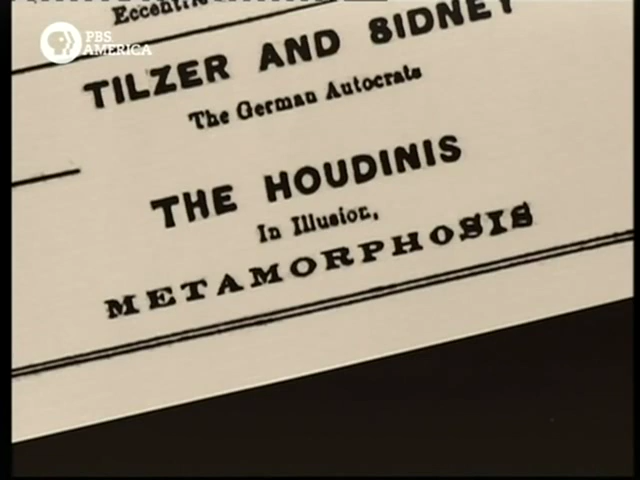 PBS
AMERICA
TILZER AND SIDNEY
The German Autocrats
THE HOUDINIS
In Illusion,
METAMORPHOSIS